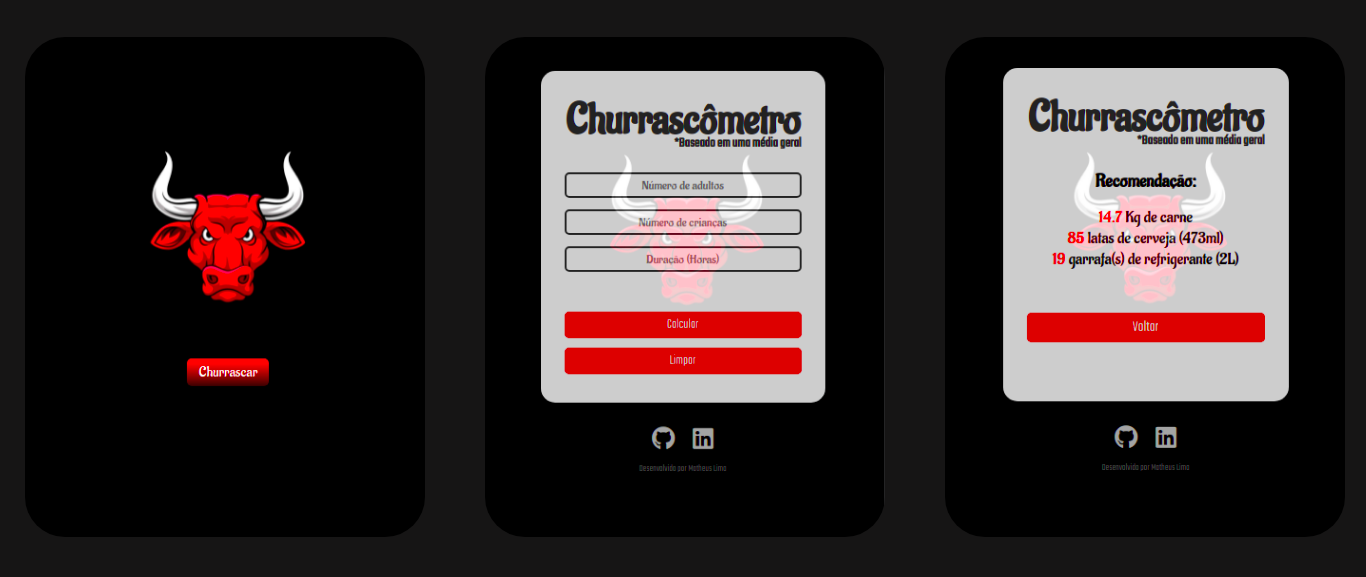 Churrascar
Churrascômetro
*Baseado em uma média geral
Número de adultos
Número de crianças
Duração (Horas)
Calcular
Limpar
in
Desenvolvido por Matheus Lima
Churrascômetro
*Baseado em uma média geral
Recomendação:
14.7 Kg de carne
85 latas de cerveja (473ml)
19 garrafa(s) de refrigerante (2L)
Voltar
in
Desenvolvido por Matheus Lima